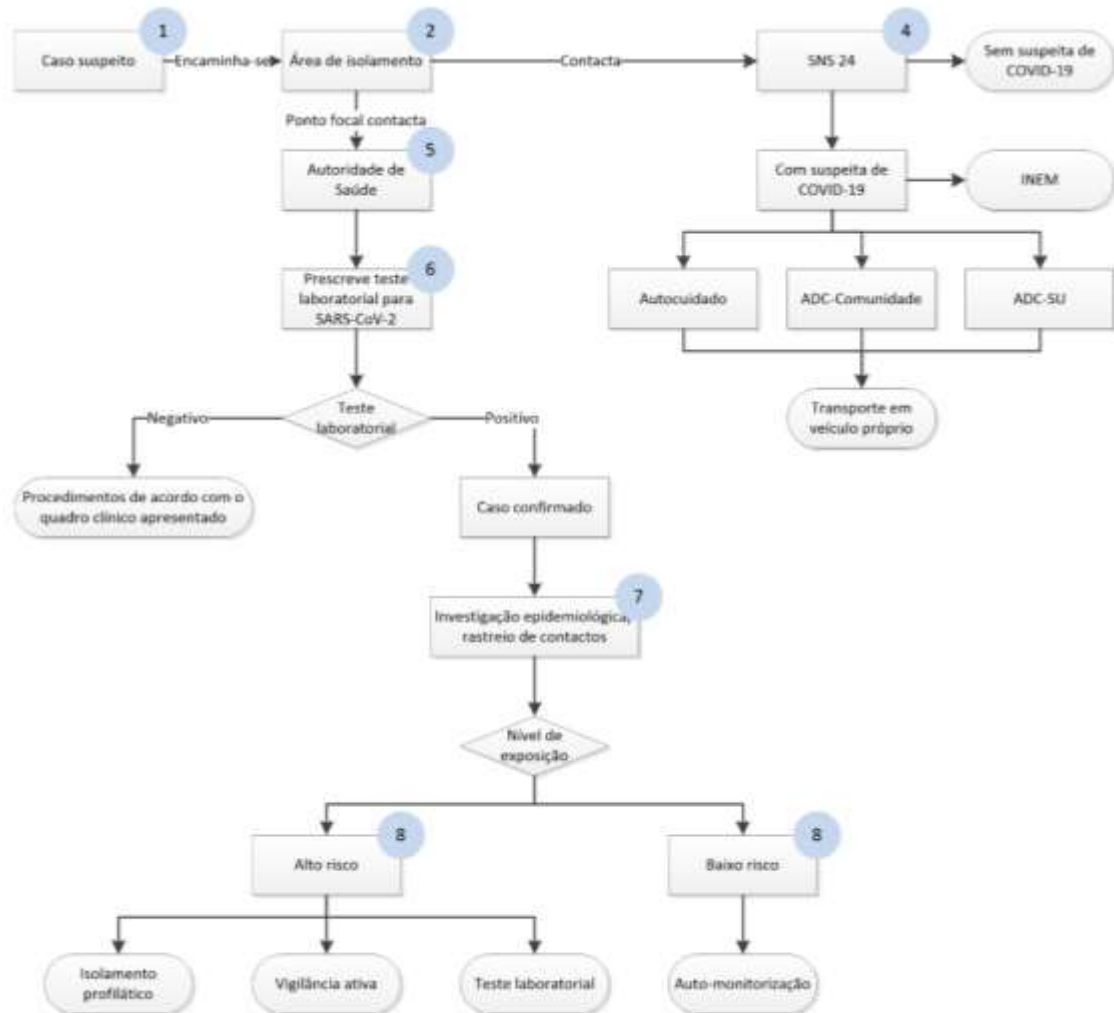 1
2
4
Caso suspeito
Encaminha-se
Área de isolamento
Contacta
SNS 24
Sem suspeita de
COVID-19
Ponto focal contacta
5
Autoridade de
Saúde
Com suspeita de
COVID-19
INEM
6
Prescreve teste
laboratorial para
SARS-CoV-2
Autocuidado
ADC-Comunidade
ADC-SU
Negativo
Teste
laboratorial
Positivo
Transporte em
veículo próprio
Procedimentos de acordo com o
quadro clínico apresentado
Caso confirmado
7
Investigação epidemiológica,
rastreio de contactos
Nível de
exposição
8
8
Alto risco
Baixo risco
Isolamento
profilático
Vigilância ativa
Teste laboratorial
Auto-monitorização